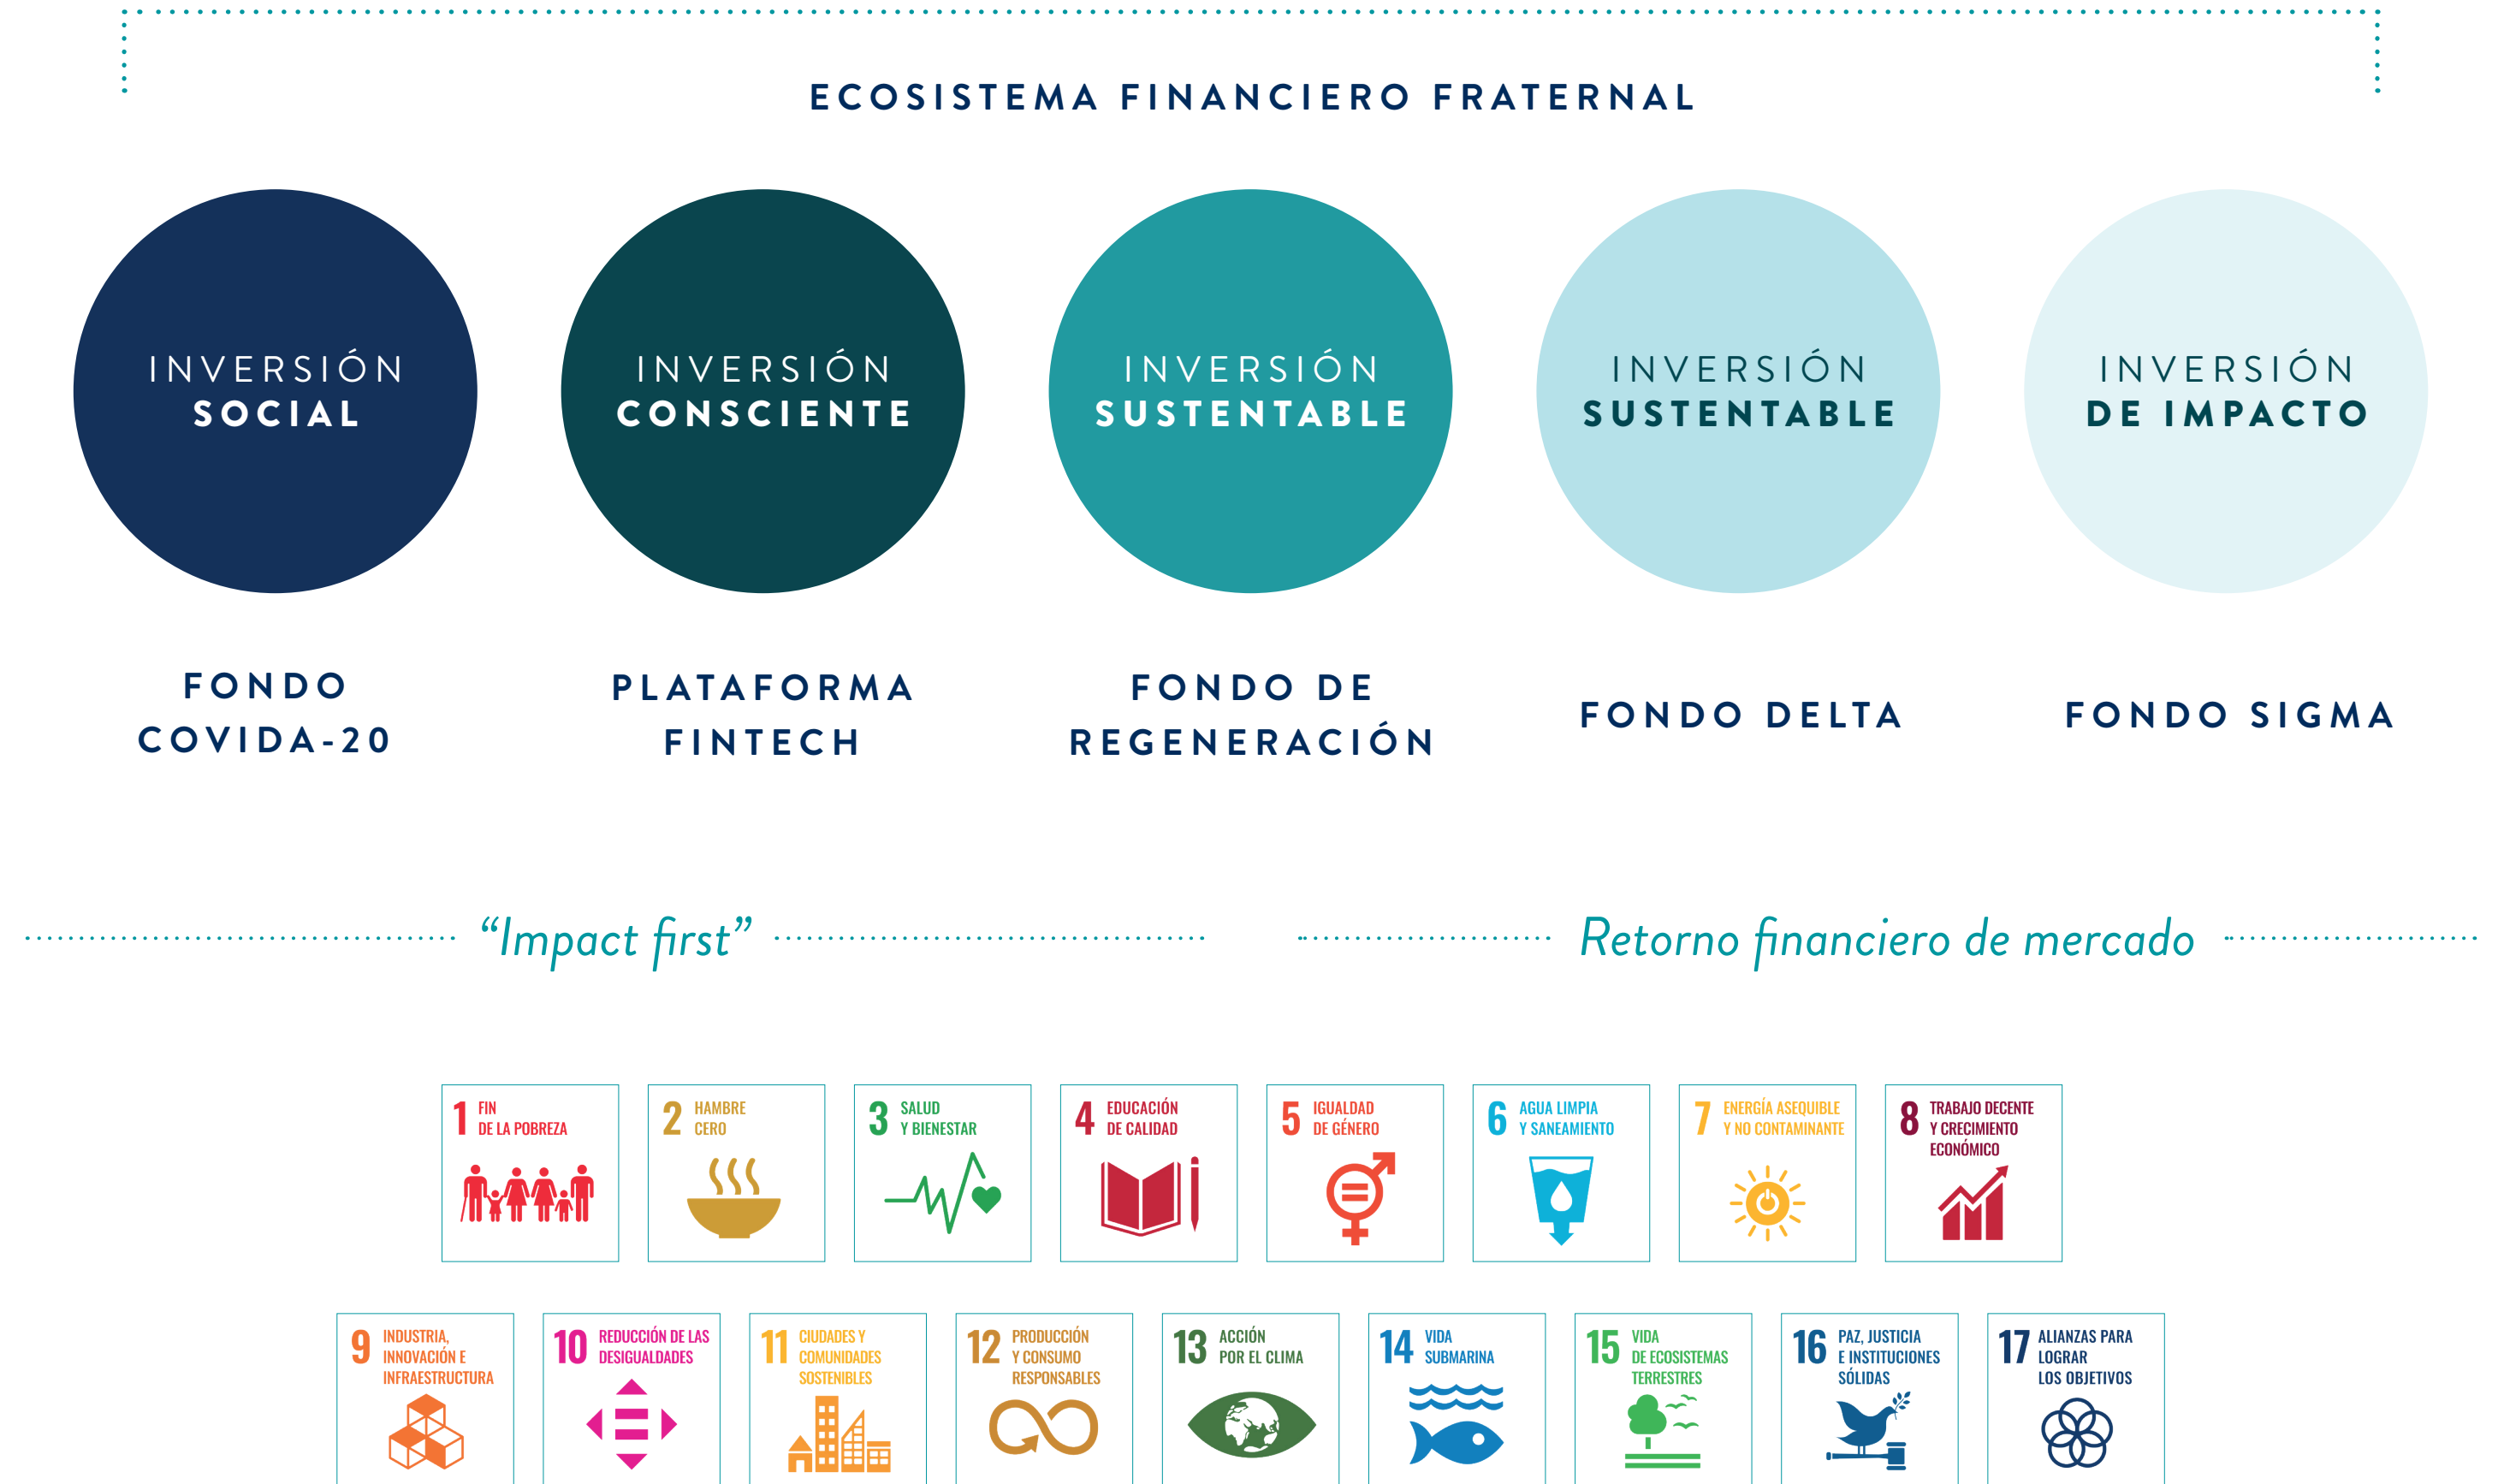 ECOSISTEMA FINANCIERO FRATERNAL
INVERSIÓN
SOCIAL
INVERSIÓN
CONSCIENTE
INVERSIÓN
SUSTENTABLE
INVERSIÓN
SUSTENTABLE
INVERSIÓN
DE IMPACTO
FONDO
COVIDA-20
PLATAFORMA
FINTECH
FONDO DE
REGENERACIÓN
FONDO DELTA
FONDO SIGMA
“Impact first”
Retorno financiero de mercado
1 FIN
DE LA POBREZA
2 HAMBRE
CERO
3 SALUD
Y BIENESTAR
4 EDUCACIÓN
DE CALIDAD
5 IGUALDAD
DE GÉNERO
6 AGUA LIMPIA
Y SANEAMIENTO
7 ENERGÍA ASEQUIBLE
Y NO CONTAMINANTE
8 TRABAJO DECENTE
Y CRECIMIENTO
ECONÓMICO
9 INDUSTRIA,
INNOVACIÓN E
INFRAESTRUCTURA
10 REDUCCIÓN DE LAS
DESIGUALDADES
11 CIUDADES Y
COMUNIDADES
SOSTENIBLES
12 PRODUCCIÓN
Y CONSUMO
RESPONSABLES
13 ACCIÓN
POR EL CLIMA
14 VIDA
SUBMARINA
15 VIDA
DE ECOSISTEMAS
TERRESTRES
16 PAZ, JUSTICIA
E INSTITUCIONES
SÓLIDAS
17 ALIANZAS PARA
LOGRAR
LOS OBJETIVOS